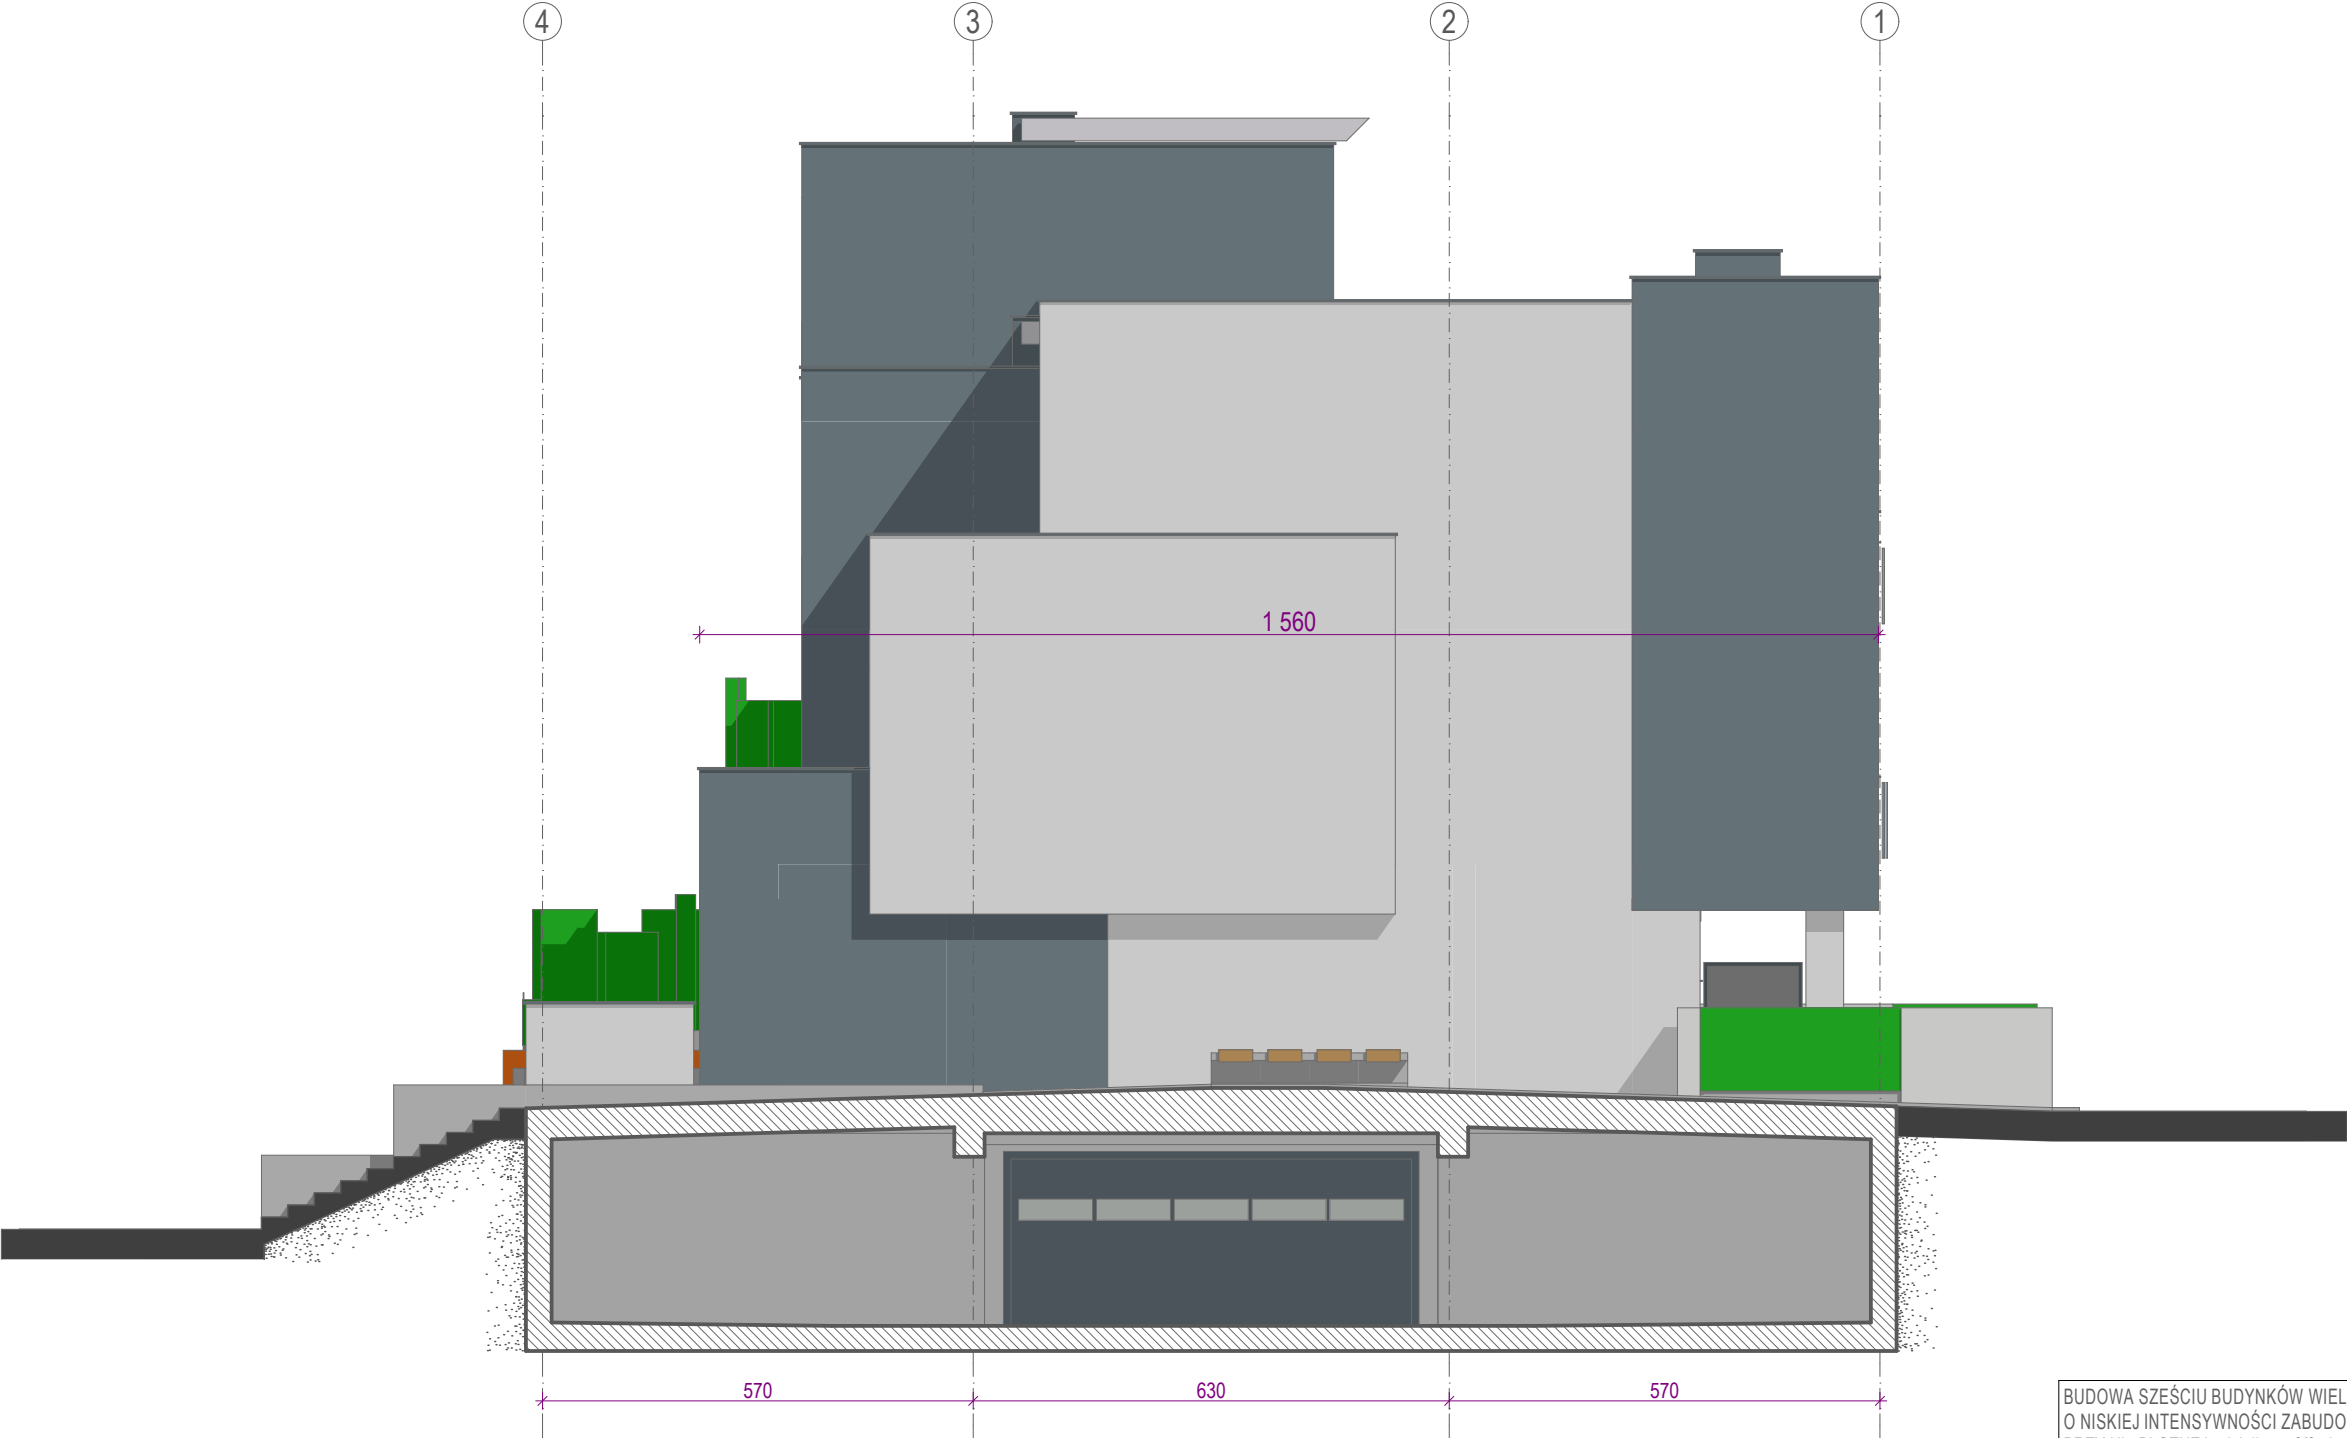 4 3 2 1
1 560
570 630 570
BUDOWA SZEŚCIU BUDYNKÓW WIEL
O NISKIEJ INTENSYWNOŚCI ZABUDO